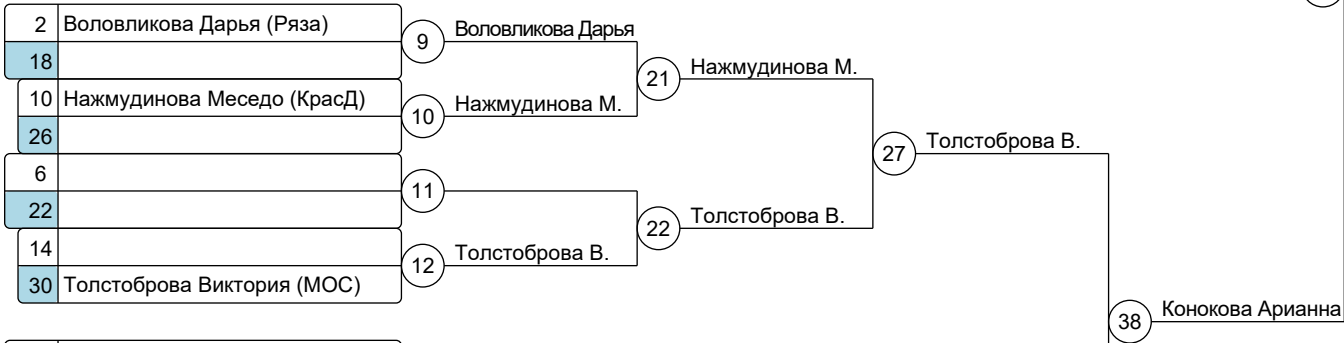 2 Воловликова Дарья (Ряза)
18
10 Нажмудинова Меседо (КрасД)
26
6
22
14
30 Толстоброва Виктория (МОС)
9 Воловликова Дарья
10 Нажмудинова М.
11
12 Толстоброва В.
21 Нажмудинова М.
22 Толстоброва В.
27 Толстоброва В.
38 Конокова Арианна